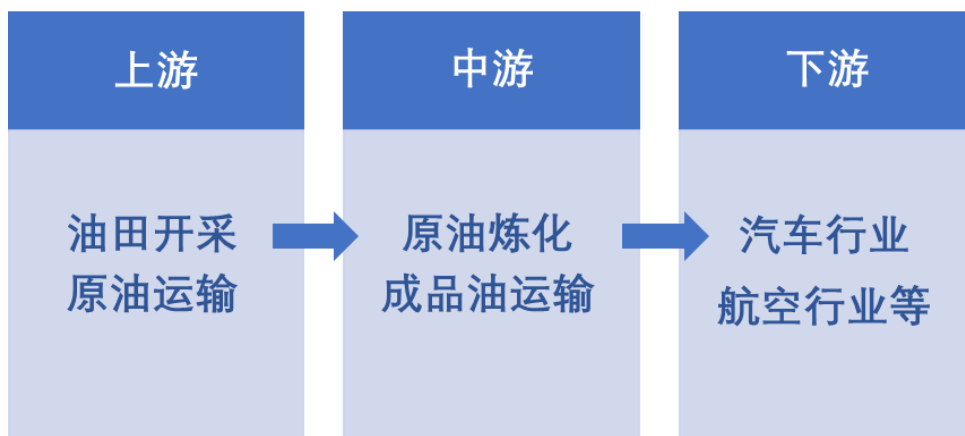 上游
油田开采
原油运输
中游
原油炼化
成品油运输
下游
汽车行业
航空行业等